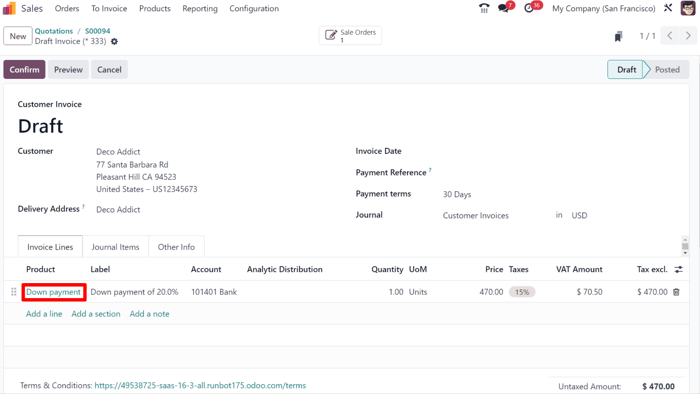 Sales Orders To Invoice Products Reporting Configuration 7 36 My Company (San Francisco)
New Quotations / S00094
Draft Invoice (* 333)
Sale Orders
1
1 / 1
Confirm Preview Cancel Draft Posted
Customer Invoice
Draft
Customer Deco Addict
77 Santa Barbara Rd
Pleasant Hill CA 94523
United States – US12345673
Delivery Address ? Deco Addict
Invoice Date
Payment Reference ?
Payment terms 30 Days
Journal Customer Invoices in USD
Invoice Lines Journal Items Other Info
Product Label Account Analytic Distribution Quantity UoM Price Taxes VAT Amount Tax excl.
Down payment Down payment of 20.0% 101401 Bank 1.00 Units 470.00 15% $ 70.50 $ 470.00
Add a line Add a section Add a note
Terms & Conditions: https://49538725-saas-16-3-all.runbot175.odoo.com/terms
Untaxed Amount: $ 470.00